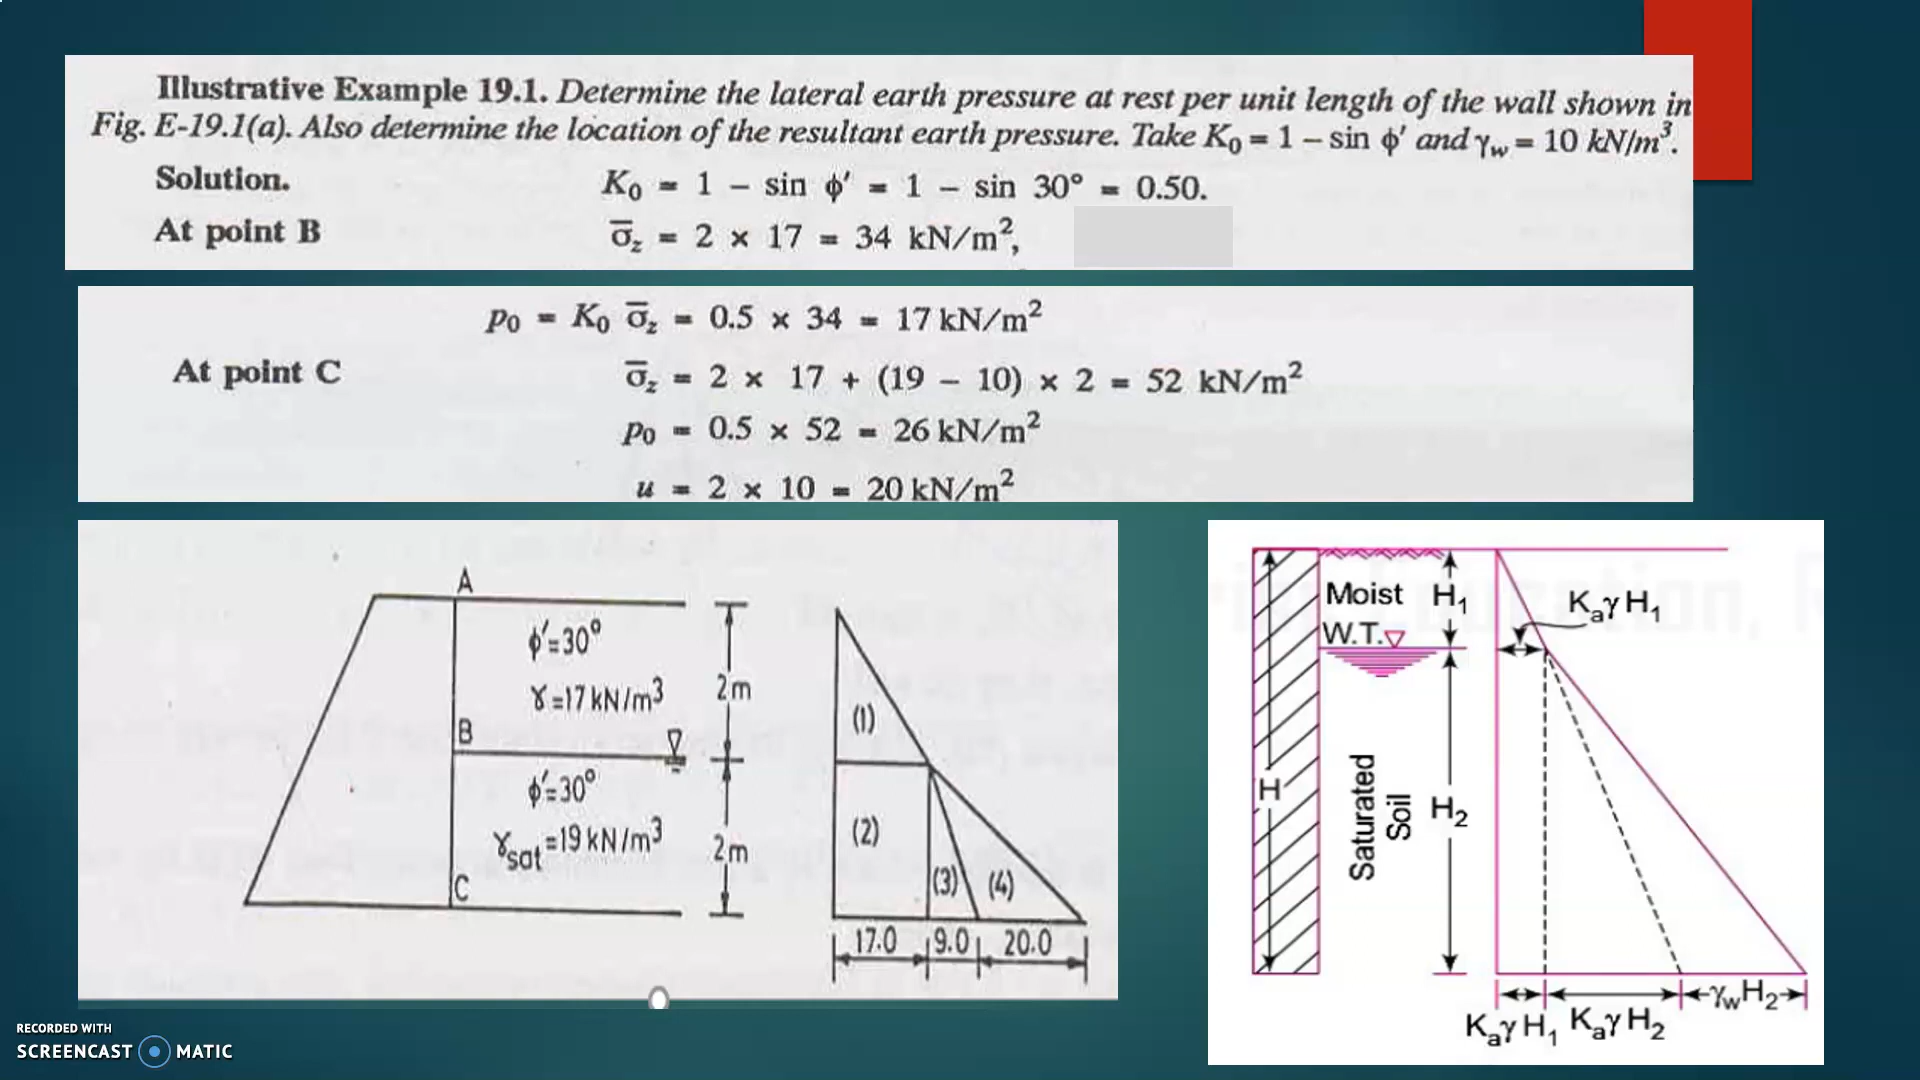 Illustrative Example 19.1. Determine the lateral earth pressure at rest per unit length of the wall shown in
Fig. E-19.1(a). Also determine the location of the resultant earth pressure. Take K₀ = 1 – sin ϕ′ and γw = 10 kN/m³.
Solution. K₀ = 1 – sin ϕ′ = 1 – sin 30° = 0.50.
At point B σ̅z = 2 × 17 = 34 kN/m²,
p₀ = K₀ σ̅z = 0.5 × 34 = 17 kN/m²
At point C σ̅z = 2 × 17 + (19 – 10) × 2 = 52 kN/m²
p₀ = 0.5 × 52 = 26 kN/m²
u = 2 × 10 = 20 kN/m²
A
ϕ′=30°
γ=17 kN/m³
2m
B
ϕ′=30°
γsat=19 kN/m³
2m
C
(1)
(2)
(3)
(4)
17.0
9.0
20.0
Moist
H₁
KaγH₁
W.T.
H
Saturated
Soil
H₂
γwH₂
KaγH₁
KaγH₂
RECORDED WITH
SCREENCAST MATIC